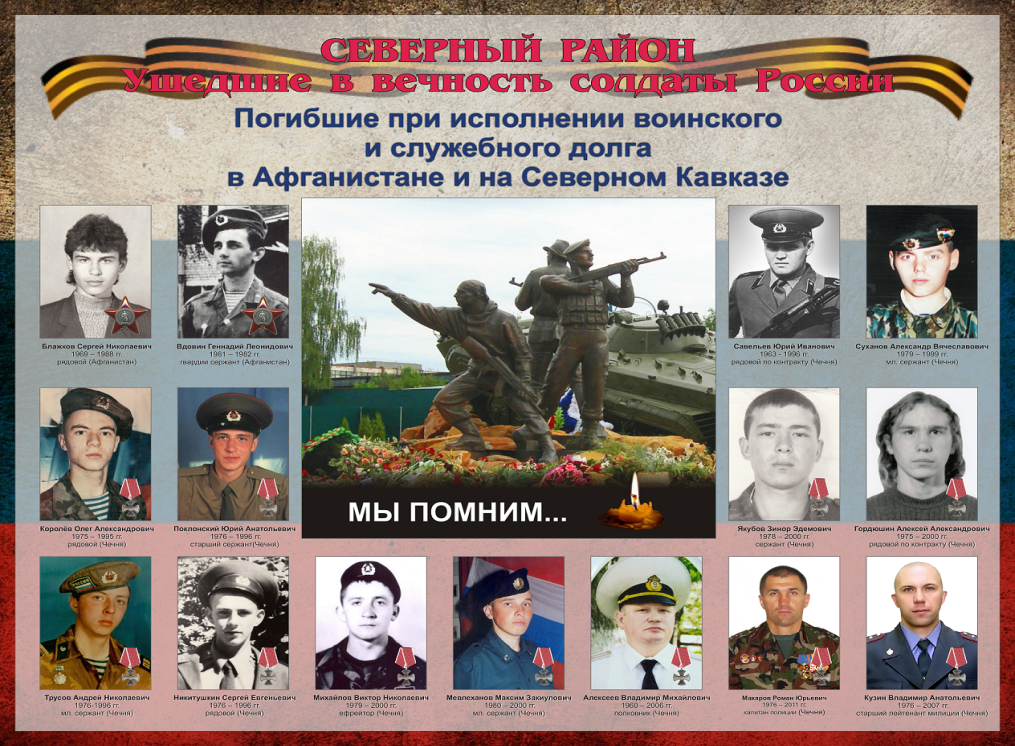 СЕВЕРНЫЙ РАЙОН
Ушедшие в вечность солдаты России
Погибшие при исполнении воинского
и служебного долга
в Афганистане и на Северном Кавказе
Блажков Сергей Николаевич
1969 – 1988 гг.
рядовой (Афганистан)
Вдовин Геннадий Леонидович
1961 – 1982 гг.
гвардии сержант (Афганистан)
Савельев Юрий Иванович
1963 - 1996 гг.
рядовой по контракту (Чечня)
Суханов Александр Вячеславович
1979 – 1999 гг.
мл. сержант (Чечня)
Королёв Олег Александрович
1975 – 1995 гг.
рядовой (Чечня)
Поклонский Юрий Анатольевич
1976 – 1996 гг.
старший сержант(Чечня)
МЫ ПОМНИМ...
Якубов Зинор Эдемович
1978 – 2000 гг.
сержант (Чечня)
Гордюшин Алексей Александрович
1975 – 2000 гг.
рядовой по контракту (Чечня)
Трусов Андрей Николаевич
1976-1996 гг.
мл. сержант (Чечня)
Никитушкин Сергей Евгеньевич
1976 – 1996 гг.
рядовой (Чечня)
Михайлов Виктор Николаевич
1979 – 2000 гг.
ефрейтор (Чечня)
Мевлеханов Максим Закиулович
1980 – 2000 гг.
мл. сержант (Чечня)
Алексеев Владимир Михайлович
1960 – 2006 гг.
полковник (Чечня)
Макаров Роман Юрьевич
1976 – 2011 гг.
капитан полиции (Чечня)
Кузин Владимир Анатольевич
1976 – 2007 гг.
старший лейтенант милиции (Чечня)